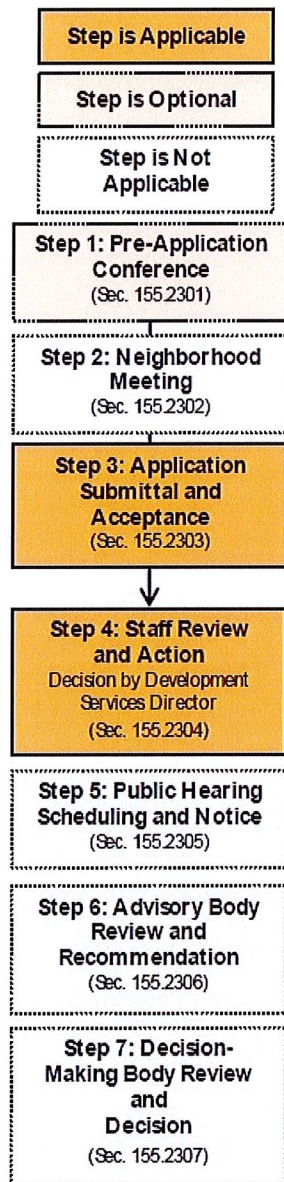 Step is Applicable
Step is Optional
Step is Not
Applicable
Step 1: Pre-Application
Conference
(Sec. 155.2301)
Step 2: Neighborhood
Meeting
(Sec. 155.2302)
Step 3: Application
Submittal and
Acceptance
(Sec. 155.2303)
Step 4: Staff Review
and Action
Decision by Development
Services Director
(Sec. 155.2304)
Step 5: Public Hearing
Scheduling and Notice
(Sec. 155.2305)
Step 6: Advisory Body
Review and
Recommendation
(Sec. 155.2306)
Step 7: Decision-
Making Body Review
and
Decision
(Sec. 155.2307)